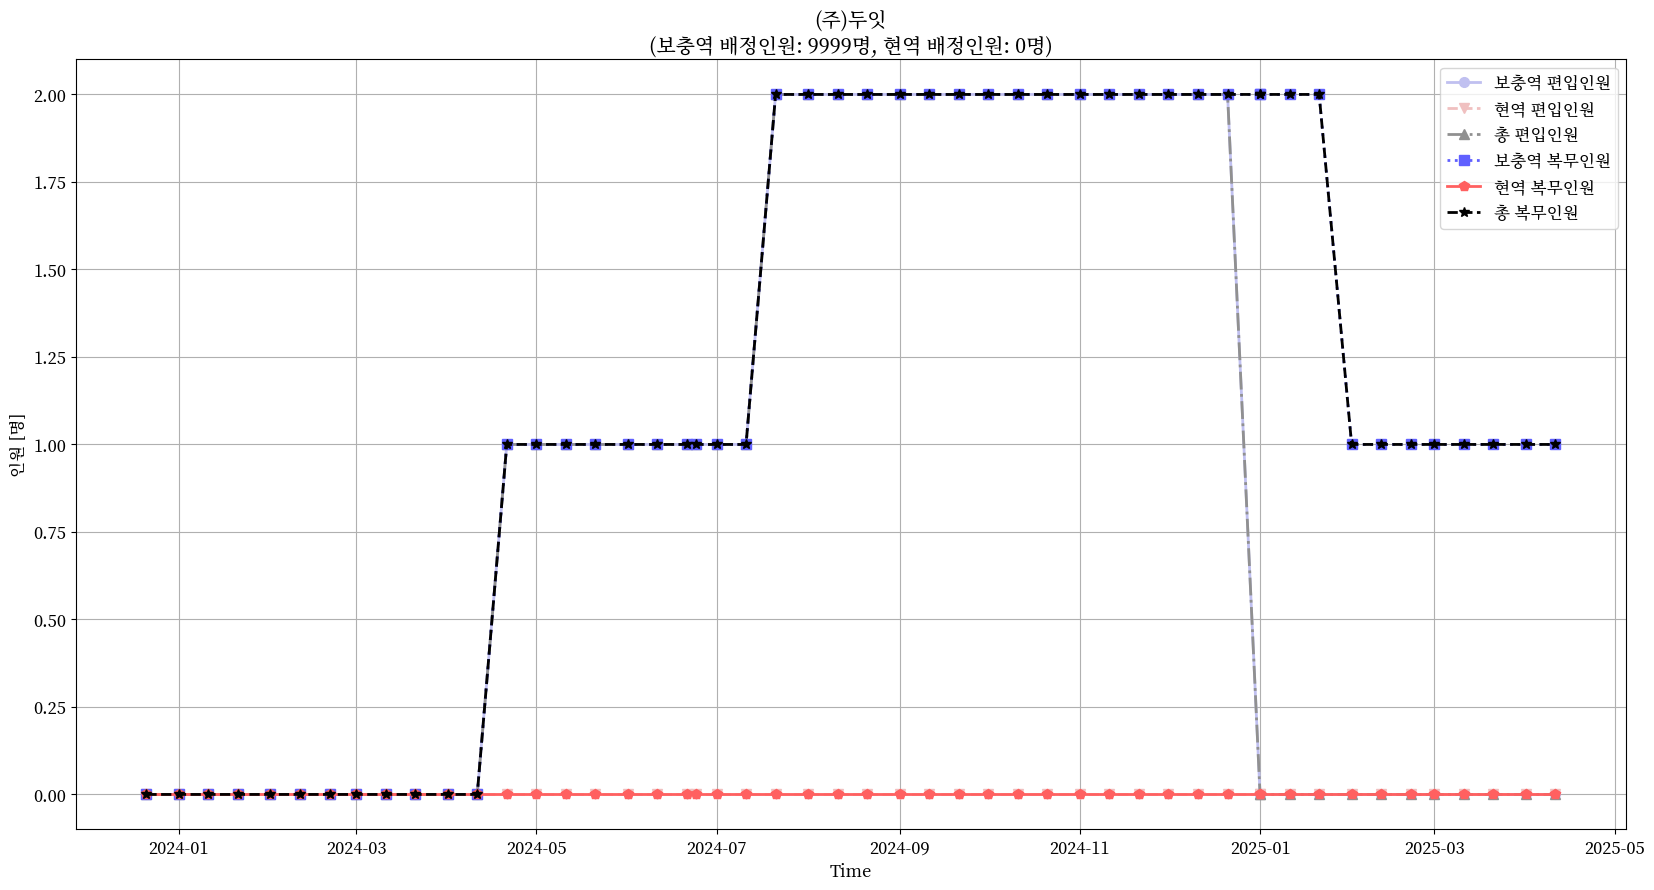 (주)두잇
(보충역 배정인원: 9999명, 현역 배정인원: 0명)
보충역 편입인원
현역 편입인원
총 편입인원
보충역 복무인원
현역 복무인원
총 복무인원
인원 [명]
2.00
1.75
1.50
1.25
1.00
0.75
0.50
0.25
0.00
2024-01
2024-03
2024-05
2024-07
2024-09
2024-11
2025-01
2025-03
2025-05
Time